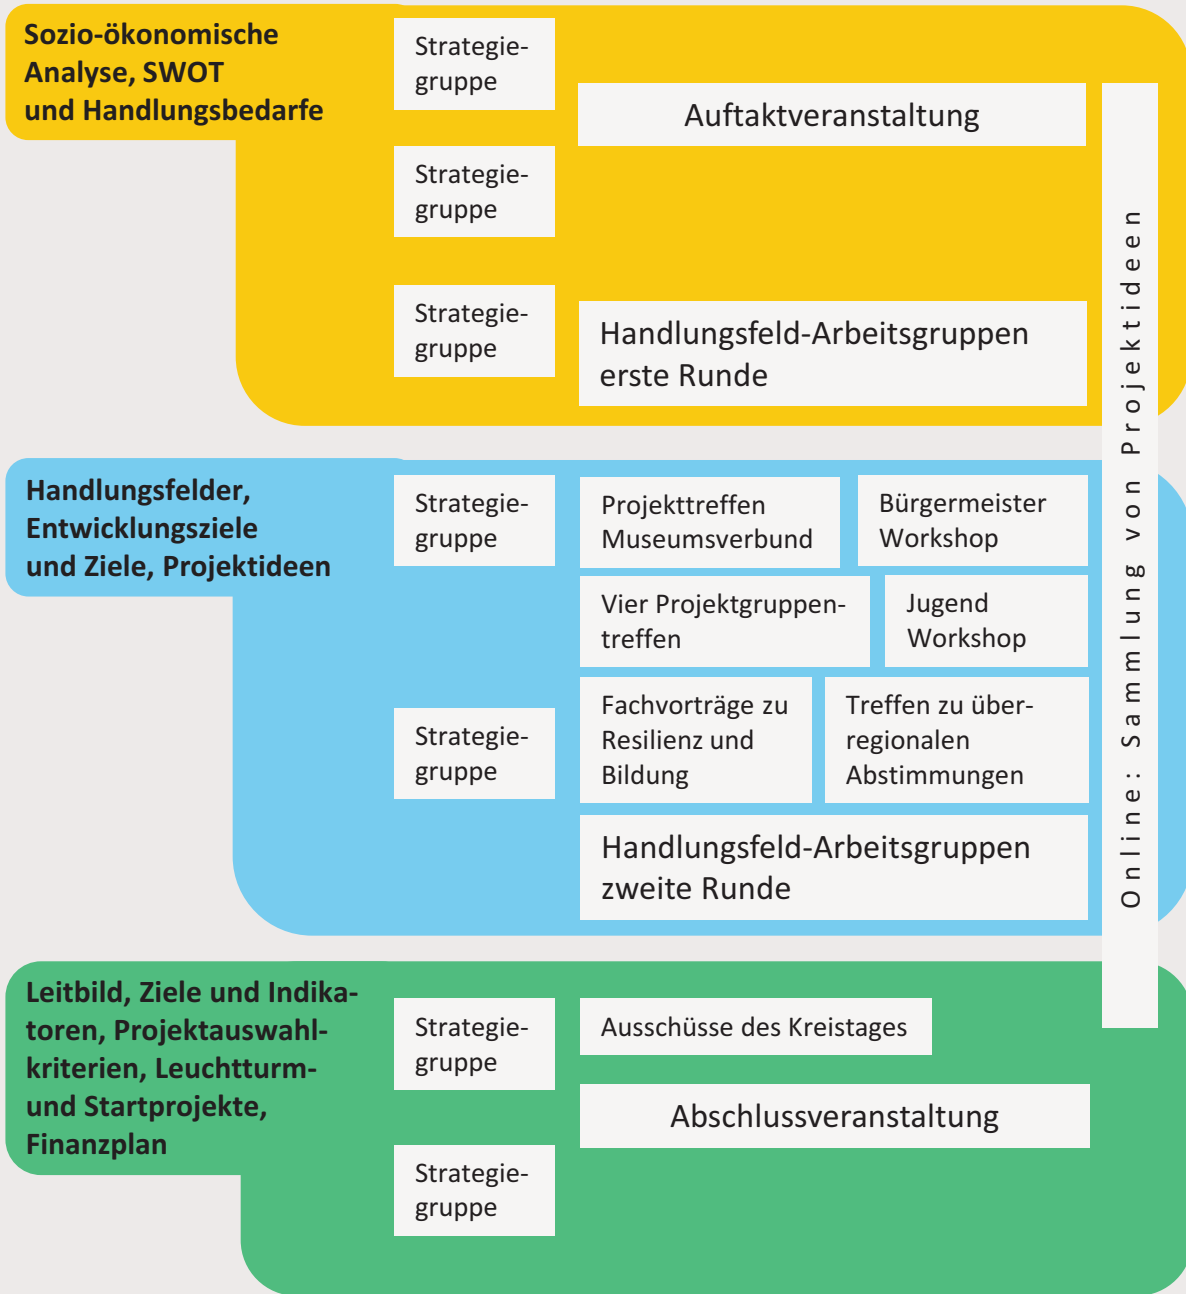 Sozio-ökonomische
Analyse, SWOT
und Handlungsbedarfe
Strategie-
gruppe
Auftaktveranstaltung
Strategie-
gruppe
Strategie-
gruppe
Handlungsfeld-Arbeitsgruppen
erste Runde
Handlungsfelder,
Entwicklungsziele
und Ziele, Projektideen
Strategie-
gruppe
Projekttreffen
Museumsverbund
Bürgermeister
Workshop
Vier Projektgruppen-
treffen
Jugend
Workshop
Strategie-
gruppe
Fachvorträge zu
Resilienz und
Bildung
Treffen zu über-
regionalen
Abstimmungen
Handlungsfeld-Arbeitsgruppen
zweite Runde
Leitbild, Ziele und Indika-
toren, Projektauswahl-
kriterien, Leuchtturm-
und Startprojekte,
Finanzplan
Strategie-
gruppe
Ausschüsse des Kreistages
Abschlussveranstaltung
Strategie-
gruppe
Online: Sammlung von Projektideen